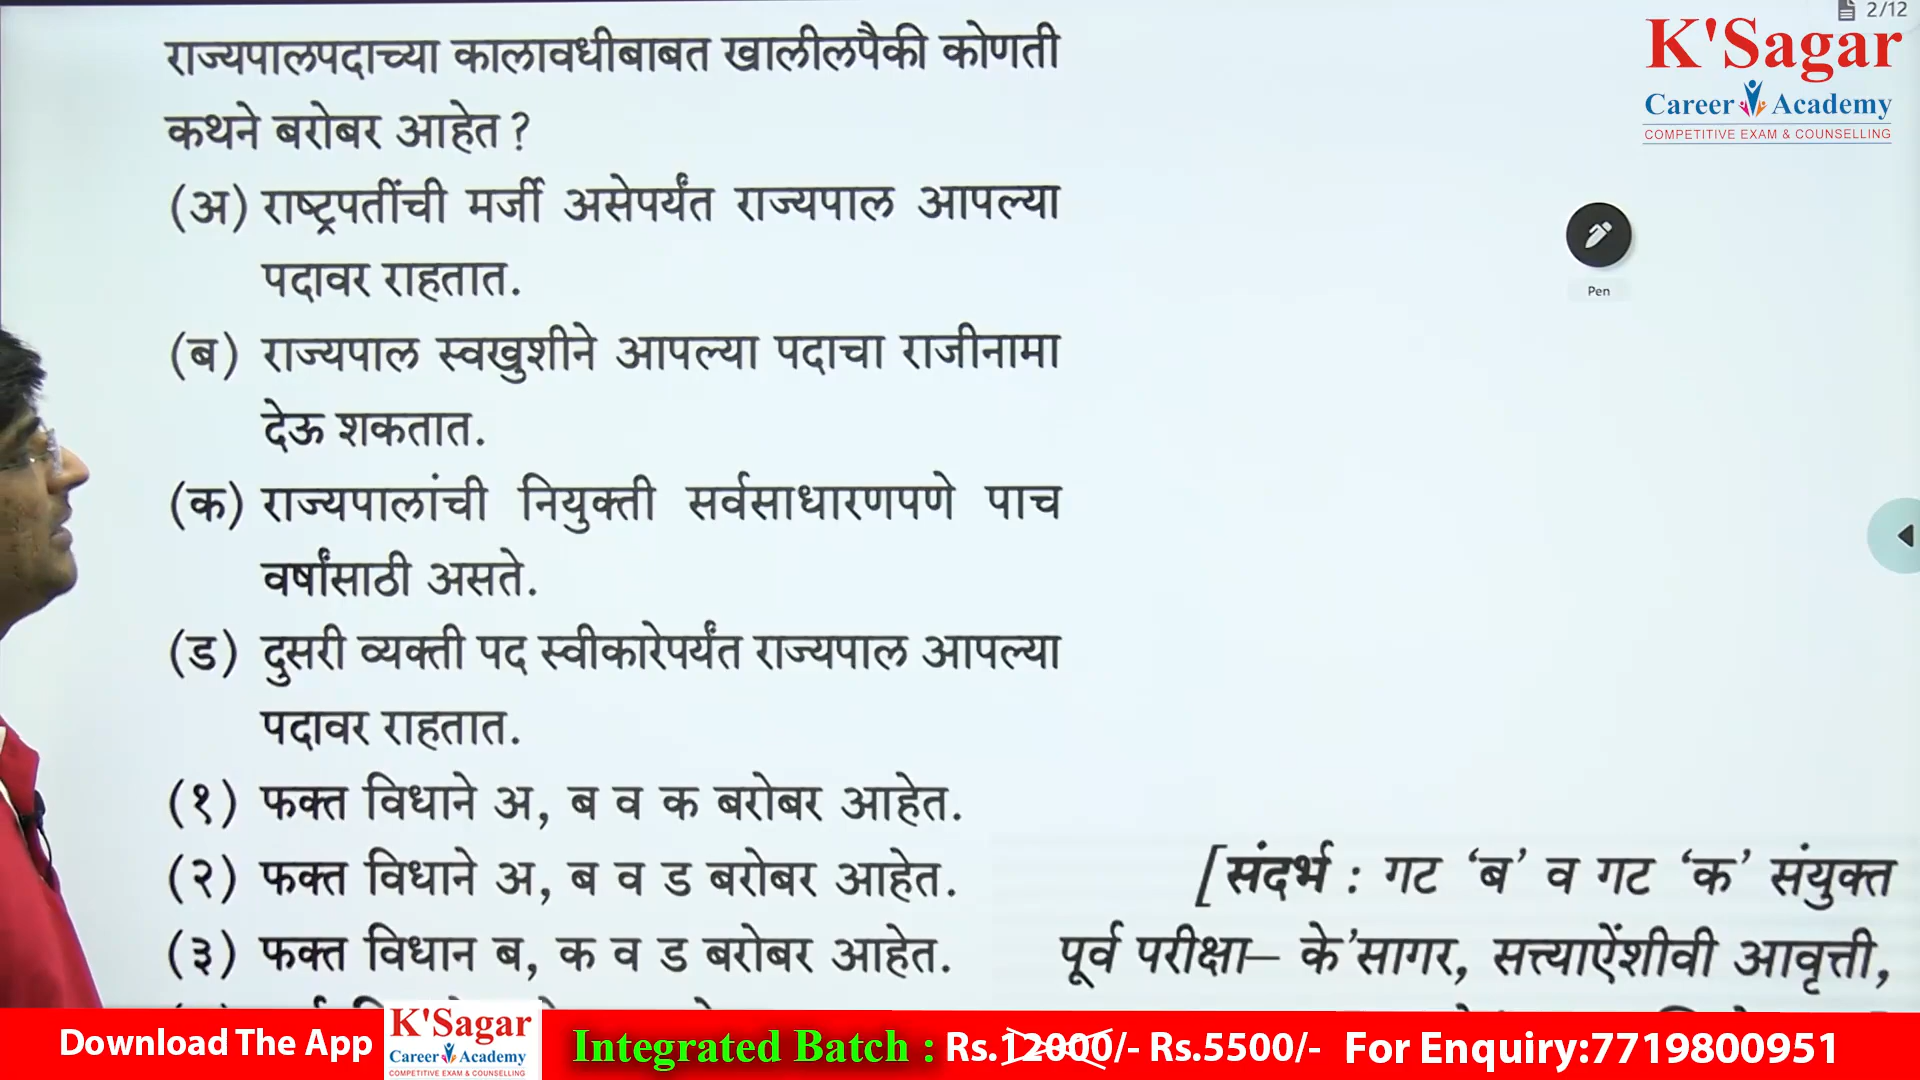 2/12
K'Sagar
Career Academy
COMPETITIVE EXAM & COUNSELLING
राज्यपालपदाच्या कालावधीबाबत खालीलपैकी कोणती
कथने बरोबर आहेत ?
(अ) राष्ट्रपतींची मर्जी असेपर्यंत राज्यपाल आपल्या
पदावर राहतात.
(ब) राज्यपाल स्वखुशीने आपल्या पदाचा राजीनामा
देऊ शकतात.
(क) राज्यपालांची नियुक्ती सर्वसाधारणपणे पाच
वर्षांसाठी असते.
(ड) दुसरी व्यक्ती पद स्वीकारेपर्यंत राज्यपाल आपल्या
पदावर राहतात.
(१) फक्त विधाने अ, ब व क बरोबर आहेत.
(२) फक्त विधाने अ, ब व ड बरोबर आहेत.
(३) फक्त विधान ब, क व ड बरोबर आहेत.
Pen
[संदर्भ : गट ‘ब’ व गट ‘क’ संयुक्त
पूर्व परीक्षा– के’सागर, सत्त्याऐंशीवी आवृत्ती,
Download The App
K'Sagar
Career Academy
COMPETITIVE EXAM & COUNSELLING
Integrated Batch : Rs.12000/- Rs.5500/- For Enquiry:7719800951